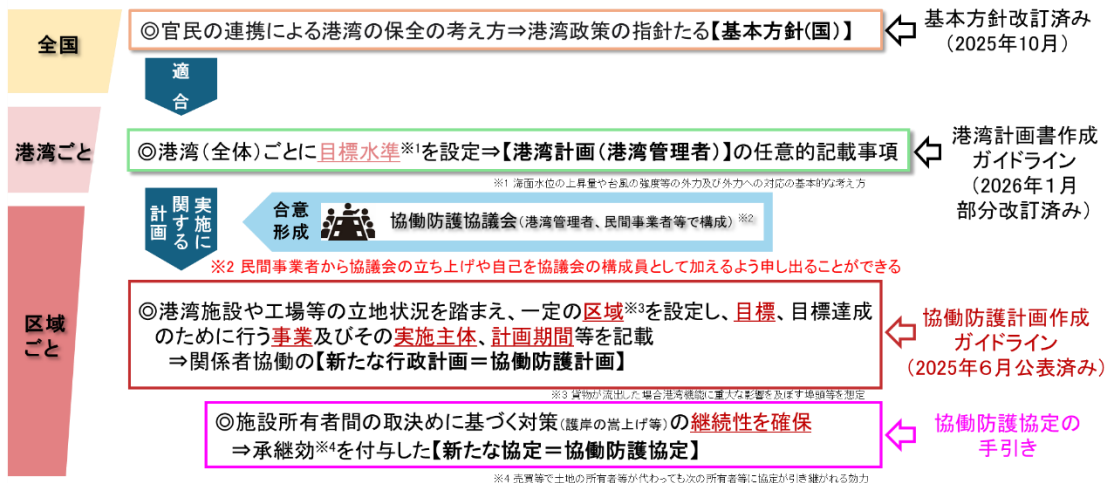 全国
◎官民の連携による港湾の保全の考え方⇒港湾政策の指針たる【基本方針(国)】
基本方針改訂済み
(2025年10月)
適合
港湾ごと
◎港湾(全体)ごとに目標水準※1を設定⇒【港湾計画(港湾管理者)】の任意的記載事項
※1 海面水位の上昇量や台風の強度等の外力及び外力への対応の基本的な考え方
港湾計画書作成
ガイドライン
(2026年1月
部分改訂済み)
実施に
関する
計画
合意
形成
協働防護協議会(港湾管理者、民間事業者等で構成) ※2
※2 民間事業者から協議会の立ち上げや自己を協議会の構成員として加えるよう申し出ることができる
区域
ごと
◎港湾施設や工場等の立地状況を踏まえ、一定の区域※3を設定し、目標、目標達成
のために行う事業及びその実施主体、計画期間等を記載
⇒関係者協働の【新たな行政計画=協働防護計画】
※3 貨物が流出した場合港湾機能に重大な影響を及ぼす埠頭等を想定
協働防護計画作成
ガイドライン
(2025年6月公表済み)
◎施設所有者間の取決めに基づく対策(護岸の嵩上げ等)の継続性を確保
⇒承継効※4を付与した【新たな協定=協働防護協定】
※4 売買等で土地の所有者等が代わっても次の所有者等に協定が引き継がれる効力
協働防護協定の
手引き